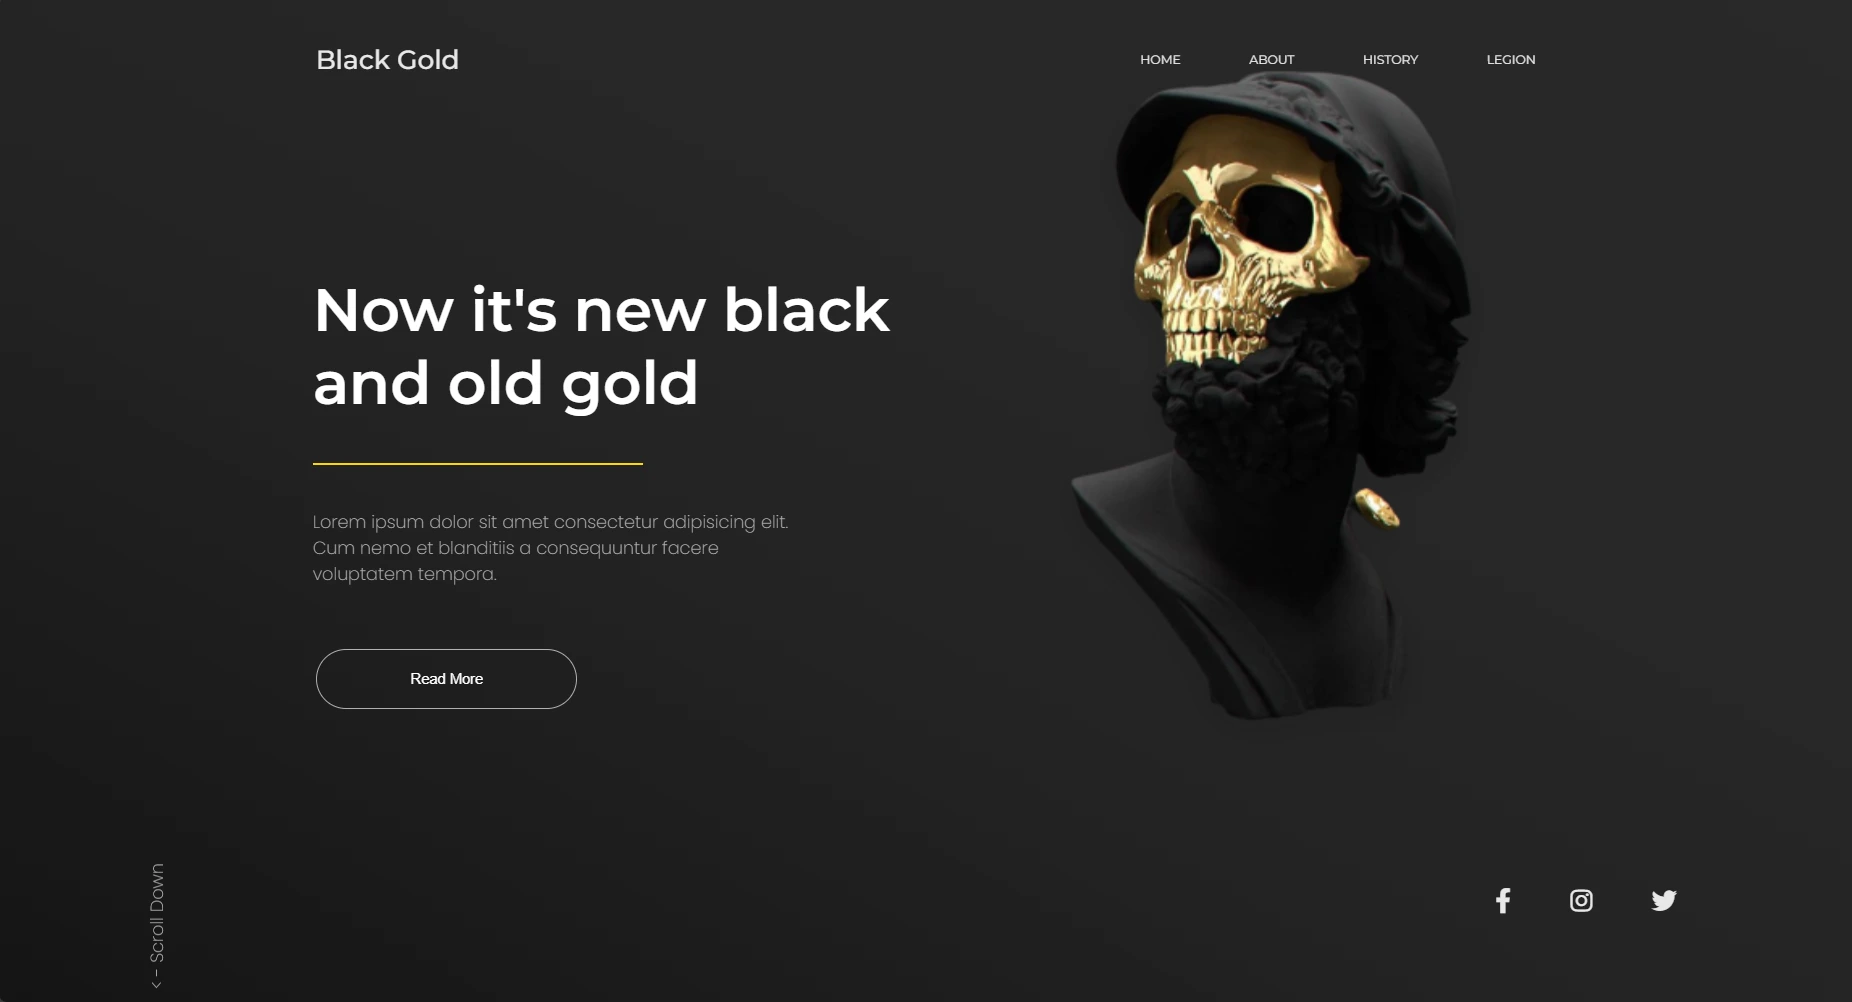 Black Gold
HOME ABOUT HISTORY LEGION
Now it's new black
and old gold
Lorem ipsum dolor sit amet consectetur adipisicing elit.
Cum nemo et blanditiis a consequuntur facere
voluptatem tempora.
Read More
<- Scroll Down